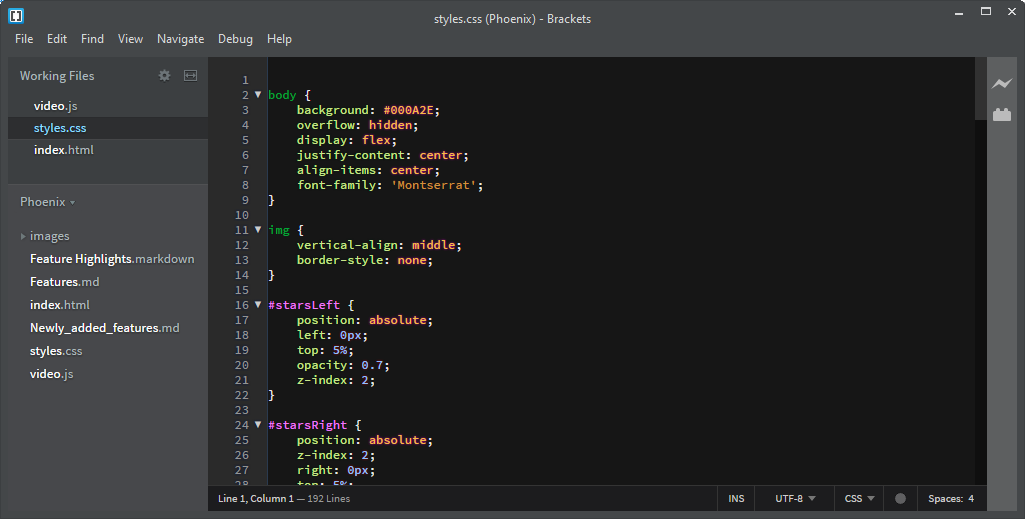 styles.css (Phoenix) - Brackets
File Edit Find View Navigate Debug Help
Working Files
video.js
styles.css
index.html
Phoenix
images
Feature Highlights.markdown
Features.md
index.html
Newly_added_features.md
styles.css
video.js
1
2 body {
3 background: #000A2E;
4 overflow: hidden;
5 display: flex;
6 justify-content: center;
7 align-items: center;
8 font-family: 'Montserrat';
9 }
10
11 img {
12 vertical-align: middle;
13 border-style: none;
14 }
15
16 #starsLeft {
17 position: absolute;
18 left: 0px;
19 top: 5%;
20 opacity: 0.7;
21 z-index: 2;
22 }
23
24 #starsRight {
25 position: absolute;
26 z-index: 2;
27 right: 0px;
28 top: 5%;
Line 1, Column 1 — 192 Lines INS UTF-8 CSS Spaces: 4